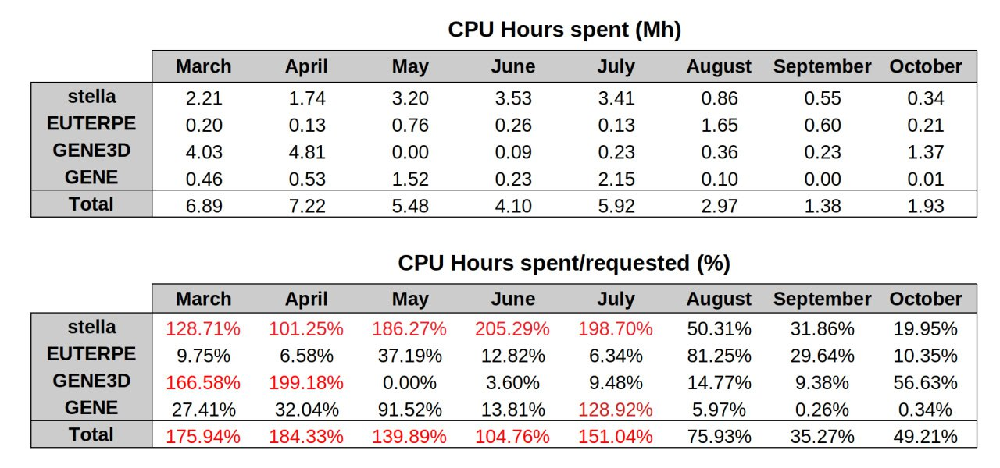 CPU Hours spent (Mh)
March April May June July August September October
stella 2.21 1.74 3.20 3.53 3.41 0.86 0.55 0.34
EUTERPE 0.20 0.13 0.76 0.26 0.13 1.65 0.60 0.21
GENE3D 4.03 4.81 0.00 0.09 0.23 0.36 0.23 1.37
GENE 0.46 0.53 1.52 0.23 2.15 0.10 0.00 0.01
Total 6.89 7.22 5.48 4.10 5.92 2.97 1.38 1.93
CPU Hours spent/requested (%)
March April May June July August September October
stella 128.71% 101.25% 186.27% 205.29% 198.70% 50.31% 31.86% 19.95%
EUTERPE 9.75% 6.58% 37.19% 12.82% 6.34% 81.25% 29.64% 10.35%
GENE3D 166.58% 199.18% 0.00% 3.60% 9.48% 14.77% 9.38% 56.63%
GENE 27.41% 32.04% 91.52% 13.81% 128.92% 5.97% 0.26% 0.34%
Total 175.94% 184.33% 139.89% 104.76% 151.04% 75.93% 35.27% 49.21%